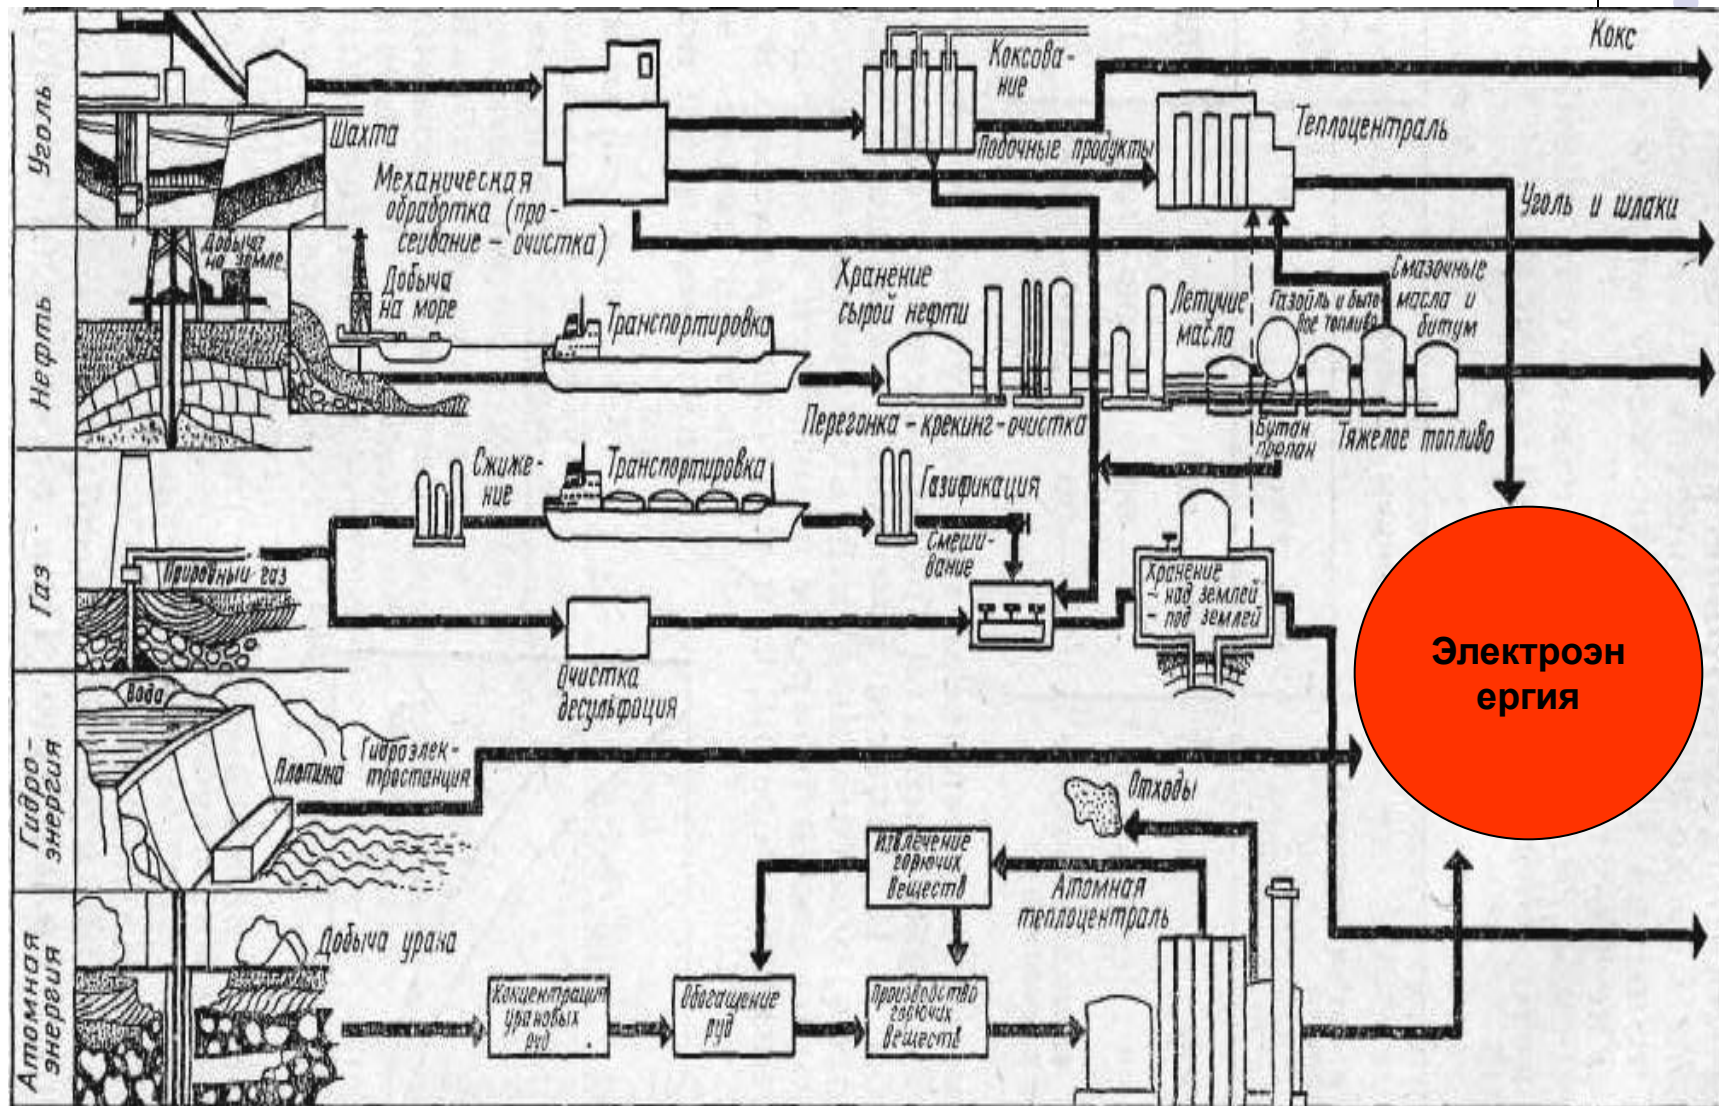 Уголь
Шахта
Механическая
обработка (про-
сеивание – очистка)
Коксова-
ние
Побочные продукты
Кокс
Теплоцентраль
Уголь и шлаки
Нефть
Добыча
на земле
Добыча
на море
Транспортировка
Хранение
сырой нефти
Перегонка – крекинг – очистка
Летучие
масла
Газойль и быто-
вое топливо
Смазочные
масла и
битум
Бутан
пропан
Тяжелое топливо
Газ
Природный газ
Сжиже-
ние
Транспортировка
Газификация
Смеши-
вание
Очистка
десульфация
Хранение
– над землей
– под землей
Электроэн
ергия
Гидро-
энергия
Вода
Плотина
Гидроэлек-
тростанция
Отходы
Атомная
энергия
Добыча урана
Концентрация
урановых
руд
Обогащение
руд
Извлечение
горючих
веществ
Производство
горючих
веществ
Атомная
теплоцентраль